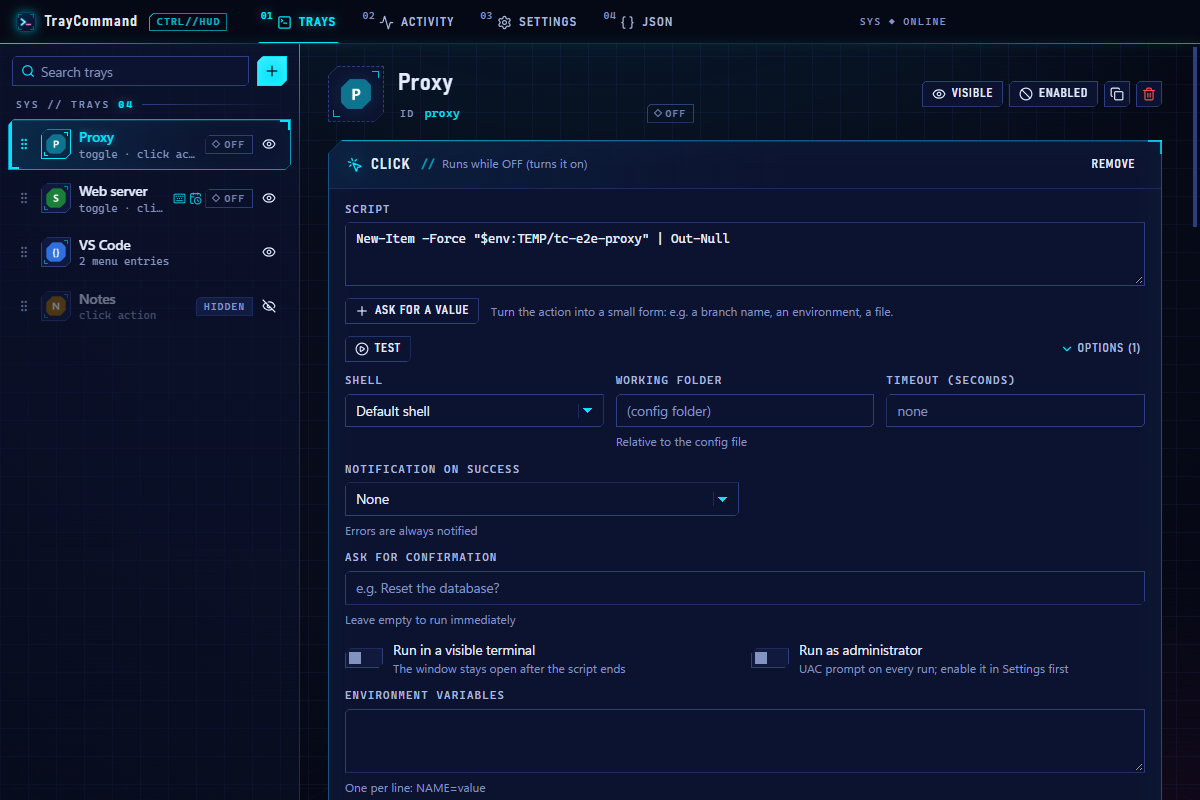 TrayCommand CTRL//HUD 01 TRAYS 02 ACTIVITY 03 SETTINGS 04 {} JSON SYS ◆ ONLINE
Search trays
+
SYS // TRAYS 04
P
Proxy
toggle · click ac…
◇ OFF
S
Web server
toggle · cli…
◇ OFF
{}
VS Code
2 menu entries
N
Notes
click action
HIDDEN
P
Proxy
ID proxy
◇ OFF
VISIBLE
ENABLED
CLICK // Runs while OFF (turns it on)
REMOVE
SCRIPT
New-Item -Force "$env:TEMP/tc-e2e-proxy" | Out-Null
+ ASK FOR A VALUE
Turn the action into a small form: e.g. a branch name, an environment, a file.
TEST
OPTIONS (1)
SHELL
WORKING FOLDER
TIMEOUT (SECONDS)
Default shell
(config folder)
none
Relative to the config file
NOTIFICATION ON SUCCESS
None
Errors are always notified
ASK FOR CONFIRMATION
e.g. Reset the database?
Leave empty to run immediately
Run in a visible terminal
The window stays open after the script ends
Run as administrator
UAC prompt on every run; enable it in Settings first
ENVIRONMENT VARIABLES
One per line: NAME=value